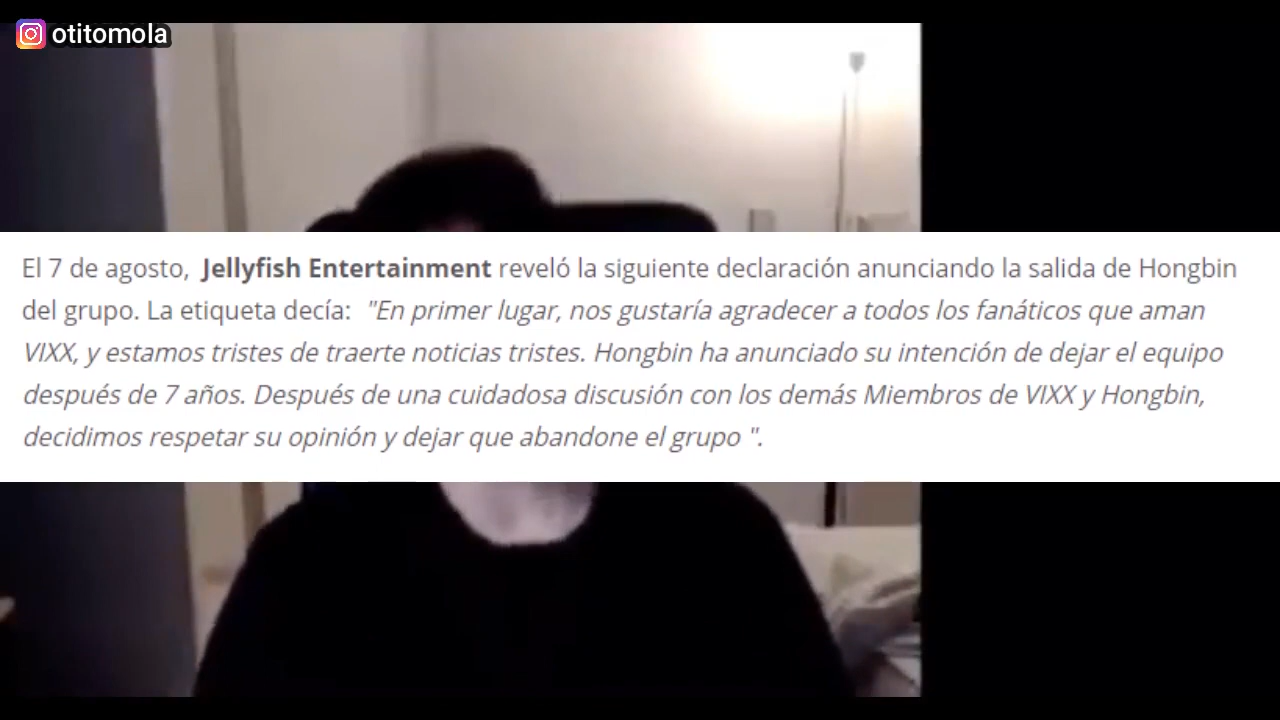 otitomola
El 7 de agosto, Jellyfish Entertainment reveló la siguiente declaración anunciando la salida de Hongbin
del grupo. La etiqueta decía: "En primer lugar, nos gustaría agradecer a todos los fanáticos que aman
VIXX, y estamos tristes de traerte noticias tristes. Hongbin ha anunciado su intención de dejar el equipo
después de 7 años. Después de una cuidadosa discusión con los demás Miembros de VIXX y Hongbin,
decidimos respetar su opinión y dejar que abandone el grupo ".